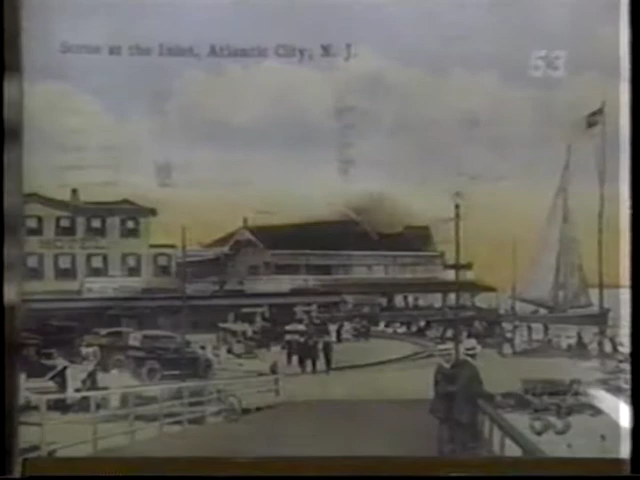 Scene at the Inlet, Atlantic City, N. J.
53